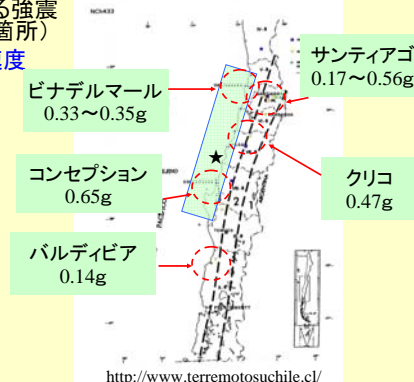 る強震
箇所）
速度
NCh433
サンティアゴ
0.17～0.56g
ビナデルマール
0.33～0.35g
コンセプション
0.65g
クリコ
0.47g
バルディビア
0.14g
http://www.terremotosuchile.cl/